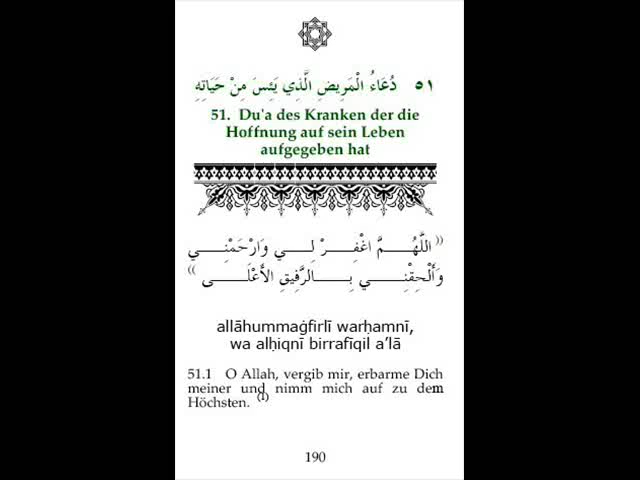 ٥١ دُعَاءُ الْمَرِيضِ الَّذِي يَئِسَ مِنْ حَيَاتِهِ
51. Du'a des Kranken der die
Hoffnung auf sein Leben
aufgegeben hat
(( اللَّهُمَّ اغْفِرْ لِي وَارْحَمْنِي
وَأَلْحِقْنِي بِالرَّفِيقِ الأَعْلَى ))
allāhummaġfirlī warḥamnī,
wa alḥiqnī birrafīqil a’lā
51.1 O Allah, vergib mir, erbarme Dich
meiner und nimm mich auf zu dem
Höchsten. (1)
190